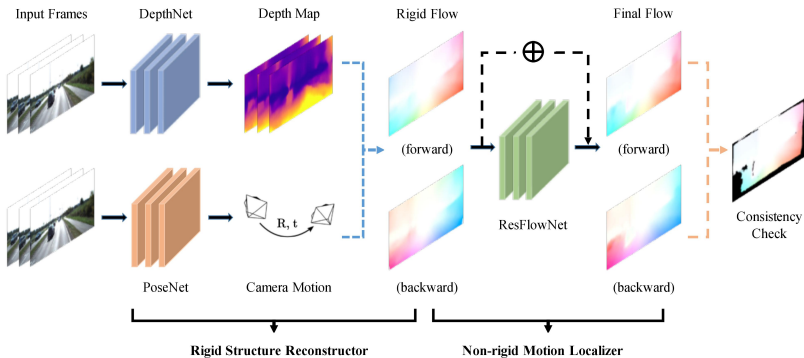 Input Frames
DepthNet
Depth Map
Rigid Flow
Final Flow
(forward)
(forward)
R, t
ResFlowNet
Consistency
Check
PoseNet
Camera Motion
(backward)
(backward)
Rigid Structure Reconstructor
Non-rigid Motion Localizer